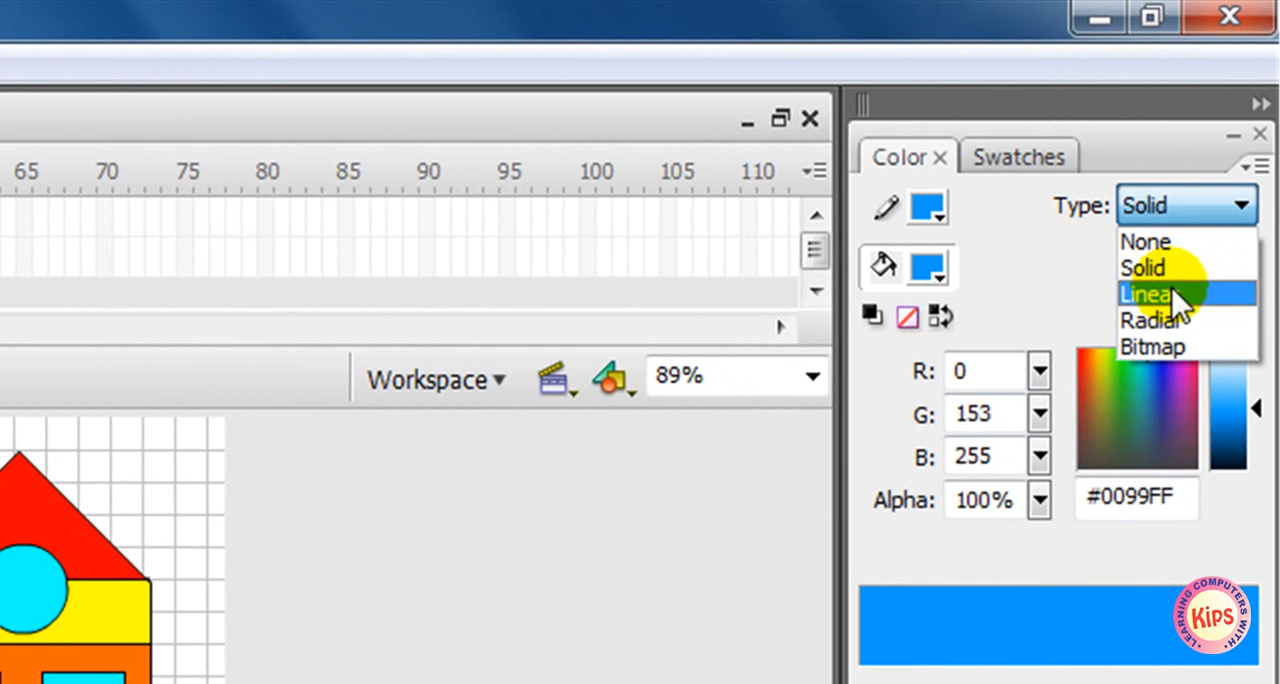 65 70 75 80 85 90 95 100 105 110
Workspace 89%
Color Swatches
Type: Solid
None
Solid
Linear
Radial
Bitmap
R: 0
G: 153
B: 255
Alpha: 100% #0099FF
LEARNING COMPUTERS WITH
Kips